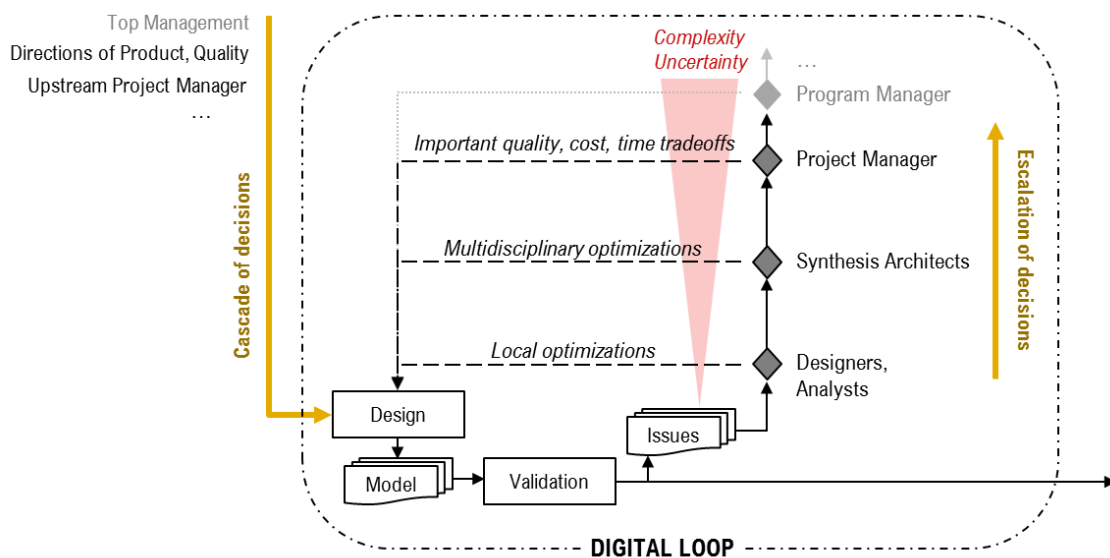 Top Management
Directions of Product, Quality
Upstream Project Manager
...
Complexity
Uncertainty
...
Program Manager
Important quality, cost, time tradeoffs
Project Manager
Cascade of decisions
Escalation of decisions
Multidisciplinary optimizations
Synthesis Architects
Local optimizations
Designers,
Analysts
Design
Issues
Model
Validation
DIGITAL LOOP